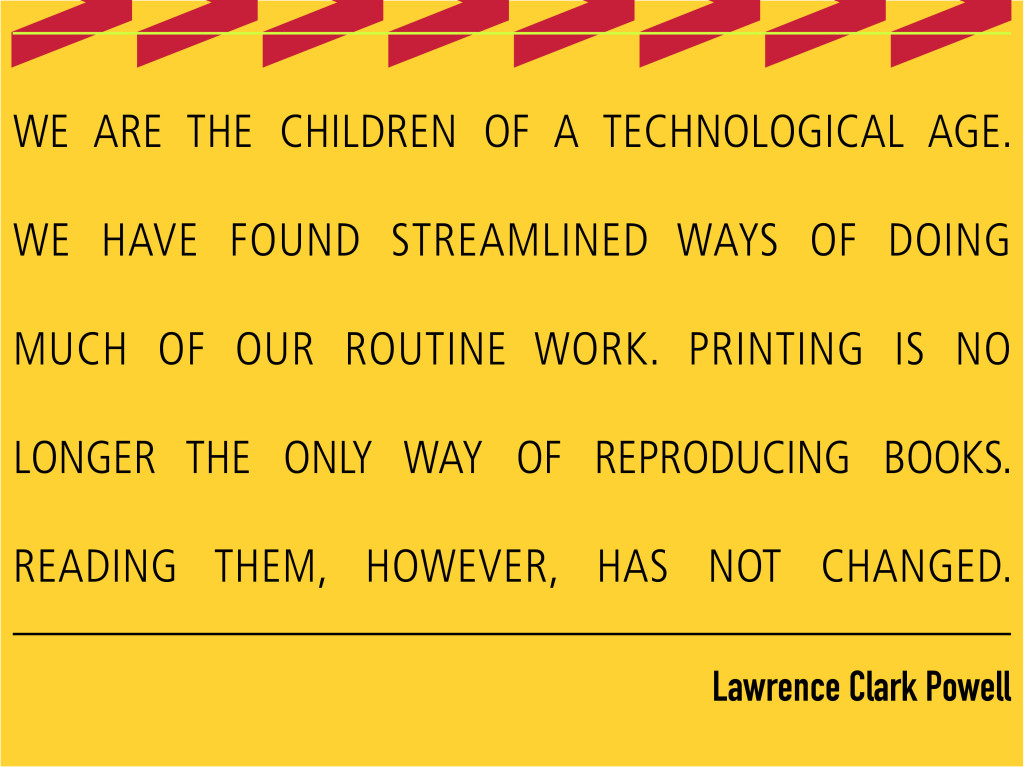 WE ARE THE CHILDREN OF A TECHNOLOGICAL AGE.
WE HAVE FOUND STREAMLINED WAYS OF DOING
MUCH OF OUR ROUTINE WORK. PRINTING IS NO
LONGER THE ONLY WAY OF REPRODUCING BOOKS.
READING THEM, HOWEVER, HAS NOT CHANGED.
Lawrence Clark Powell